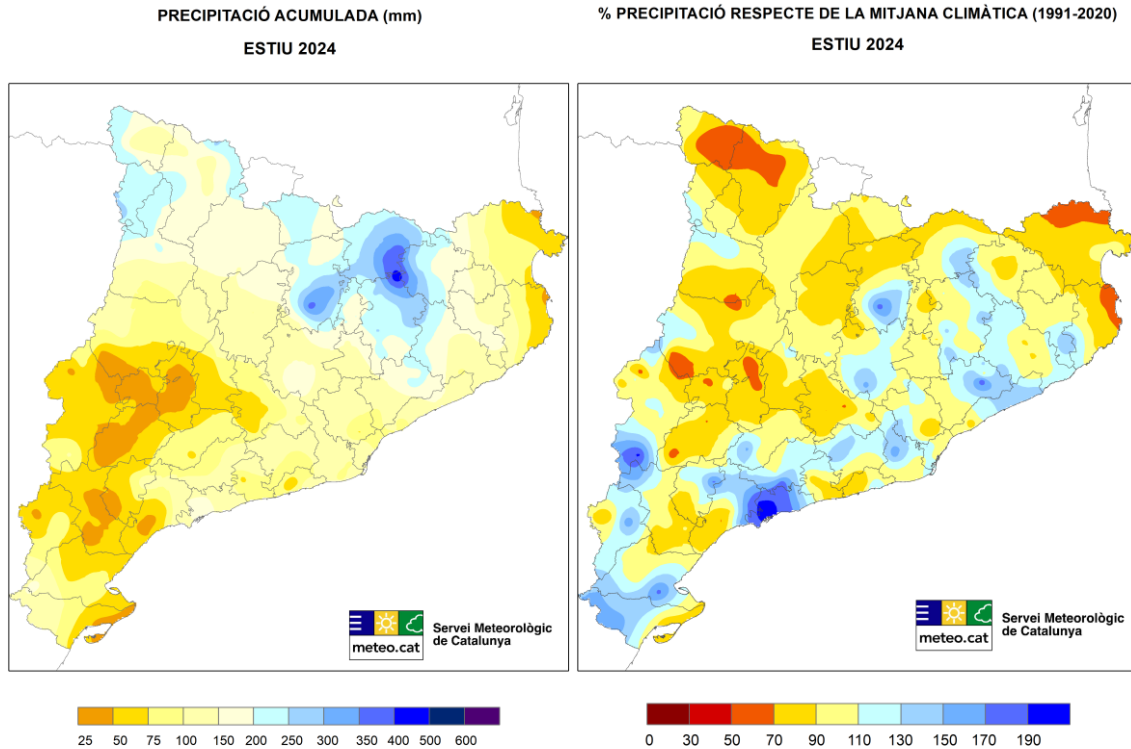 PRECIPITACIÓ ACUMULADA (mm)
ESTIU 2024
% PRECIPITACIÓ RESPECTE DE LA MITJANA CLIMÀTICA (1991-2020)
ESTIU 2024
meteo.cat
Servei Meteorològic
de Catalunya
meteo.cat
Servei Meteorològic
de Catalunya
25 50 75 100 150 200 250 300 350 400 500 600
0 30 50 70 90 110 130 150 170 190